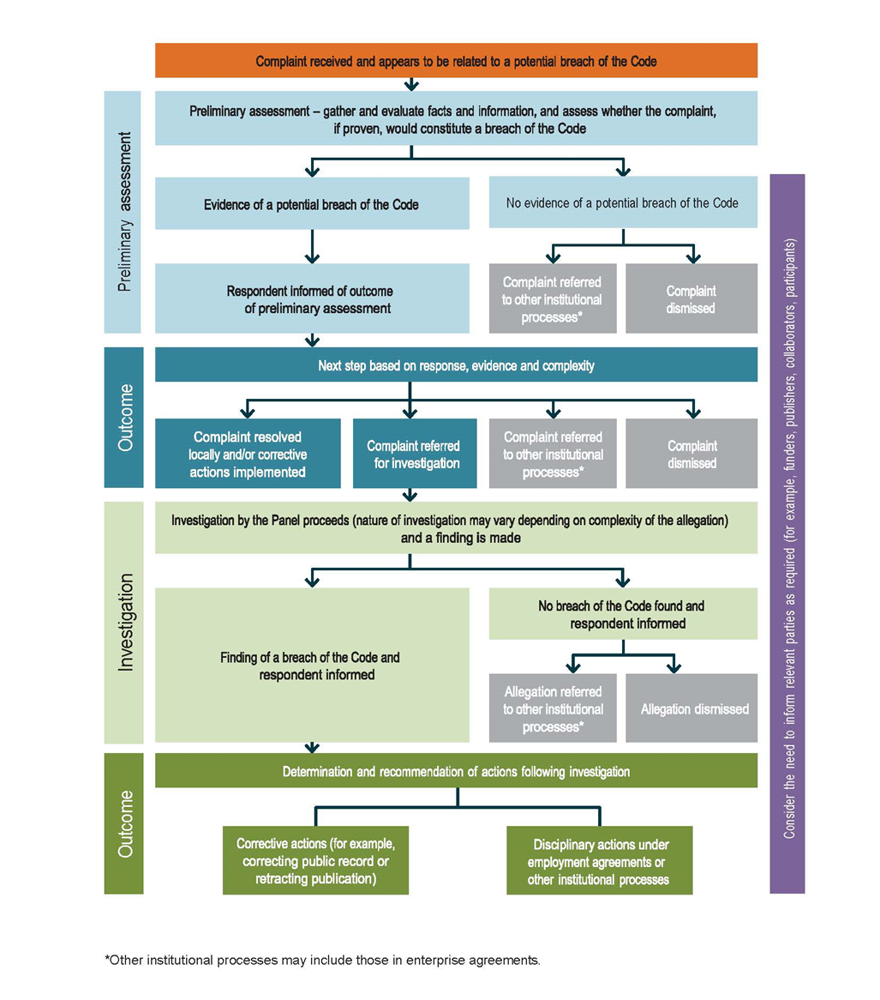 Complaint received and appears to be related to a potential breach of the Code
Preliminary assessment
Preliminary assessment – gather and evaluate facts and information, and assess whether the complaint,
if proven, would constitute a breach of the Code
Evidence of a potential breach of the Code
No evidence of a potential breach of the Code
Respondent informed of outcome
of preliminary assessment
Complaint referred
to other institutional
processes*
Complaint
dismissed
Outcome
Next step based on response, evidence and complexity
Complaint resolved
locally and/or corrective
actions implemented
Complaint referred
for investigation
Complaint referred
to other institutional
processes*
Complaint
dismissed
Investigation
Investigation by the Panel proceeds (nature of investigation may vary depending on complexity of the allegation)
and a finding is made
Finding of a breach of the Code and
respondent informed
No breach of the Code found and
respondent informed
Allegation referred
to other institutional
processes*
Allegation dismissed
Outcome
Determination and recommendation of actions following investigation
Corrective actions (for example,
correcting public record or
retracting publication)
Disciplinary actions under
employment agreements or
other institutional processes
Consider the need to inform relevant parties as required (for example, funders, publishers, collaborators, participants)
*Other institutional processes may include those in enterprise agreements.